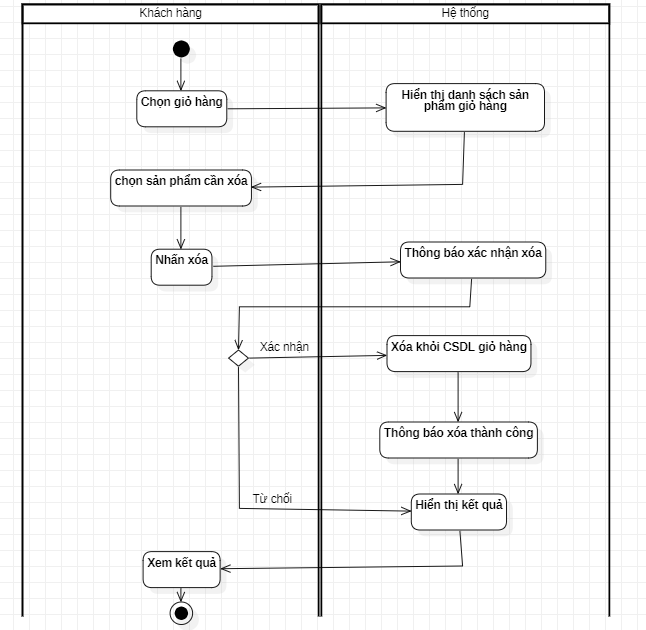 Khách hàng
Hệ thống
Chọn giỏ hàng
Hiển thị danh sách sản
phẩm giỏ hàng
chọn sản phẩm cần xóa
Nhấn xóa
Thông báo xác nhận xóa
Xác nhận
Xóa khỏi CSDL giỏ hàng
Thông báo xóa thành công
Từ chối
Hiển thị kết quả
Xem kết quả